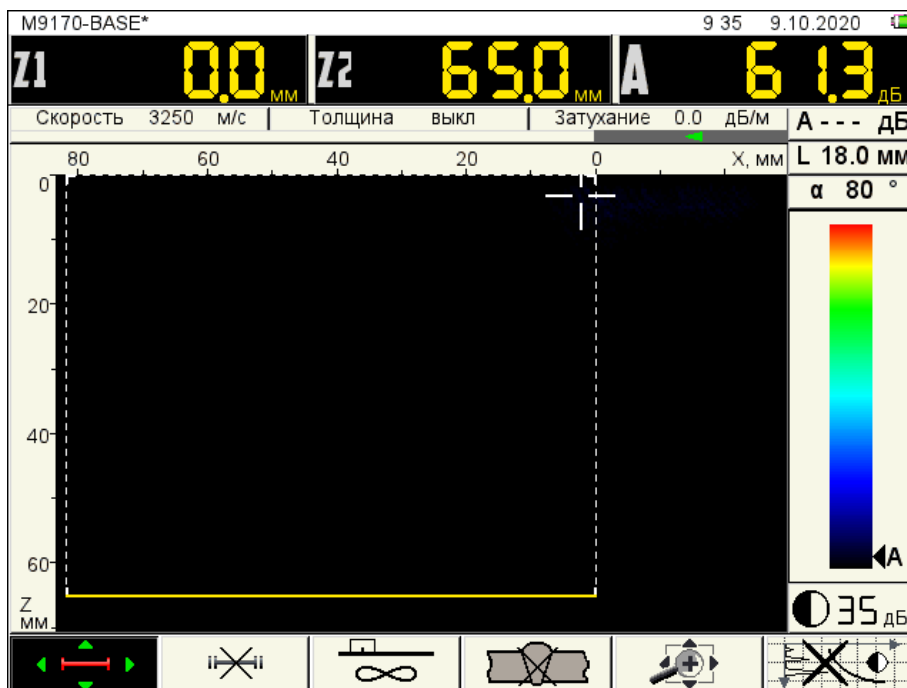 M9170-BASE* 9 35 9.10.2020
Z1 0.0 мм Z2 65.0 мм A 61.3 дБ
Скорость 3250 м/с Толщина выкл Затухание 0.0 дБ/м A --- дБ
L 18.0 мм
80 60 40 20 0 X, мм
α 80 °
0
20
40
60
A
Z
мм
35 дБ